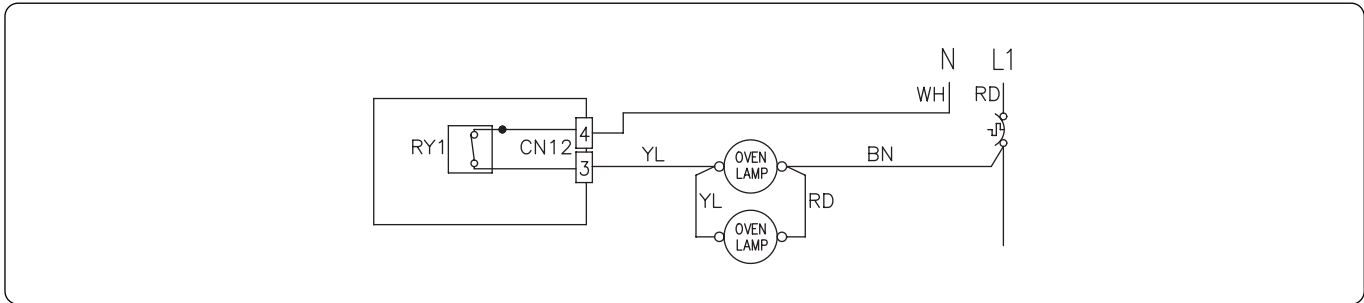 N L1
WH RD
4
RY1 CN12 YL OVEN LAMP BN
3
YL RD
OVEN LAMP